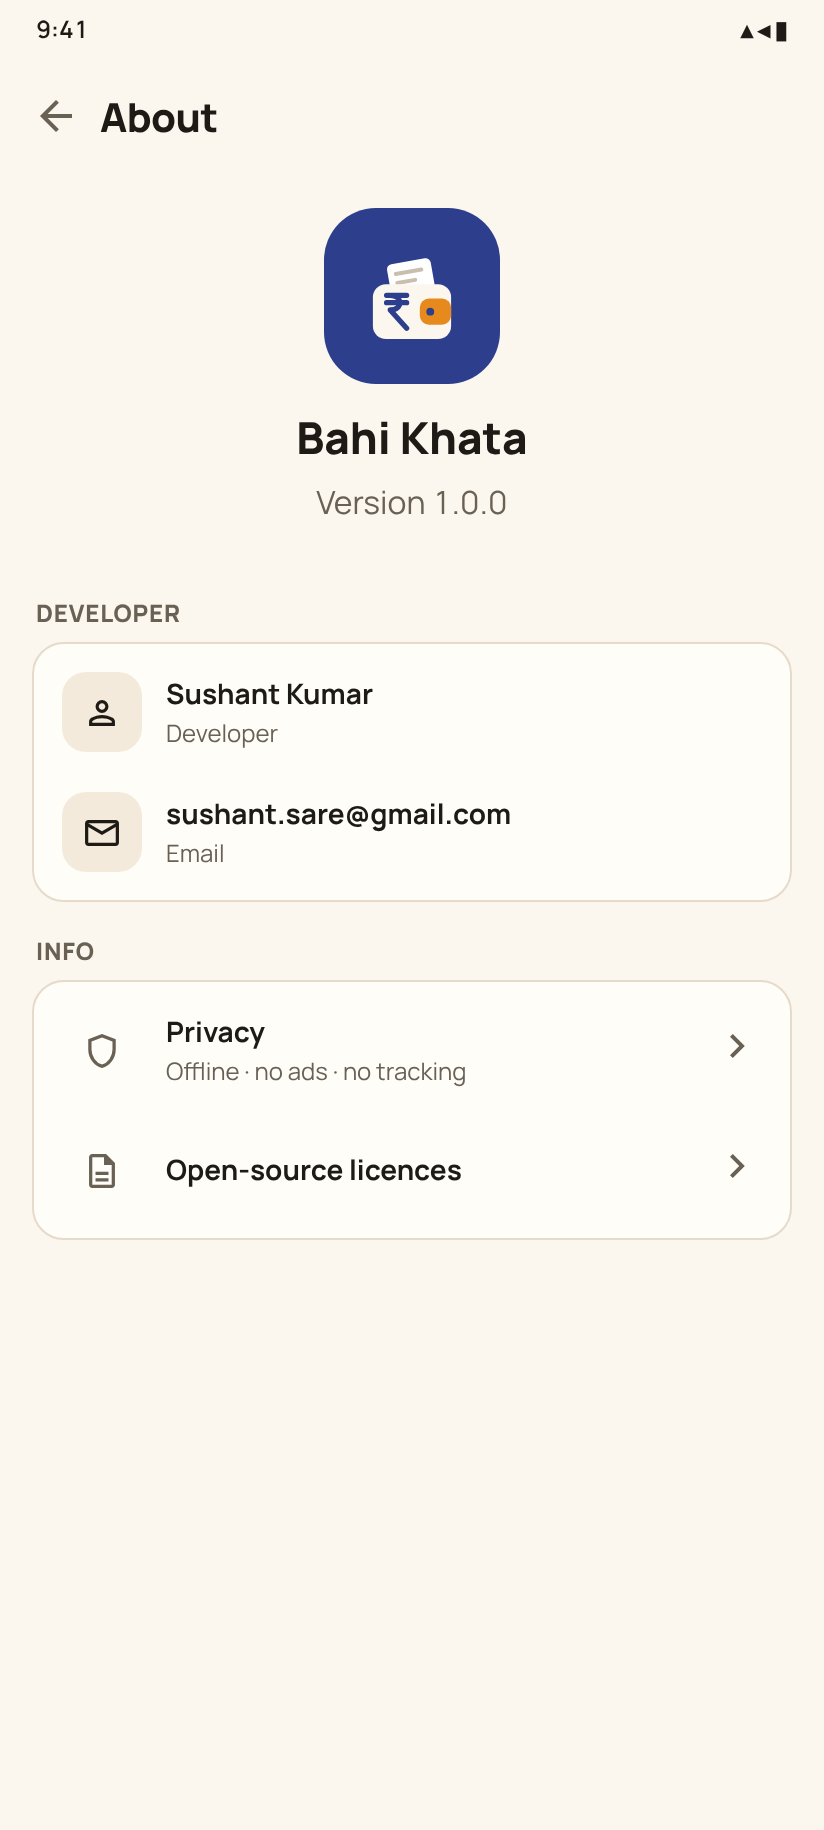 9:41
About
₹
Bahi Khata
Version 1.0.0
DEVELOPER
Sushant Kumar
Developer
sushant.sare@gmail.com
Email
INFO
Privacy
Offline · no ads · no tracking
Open-source licences